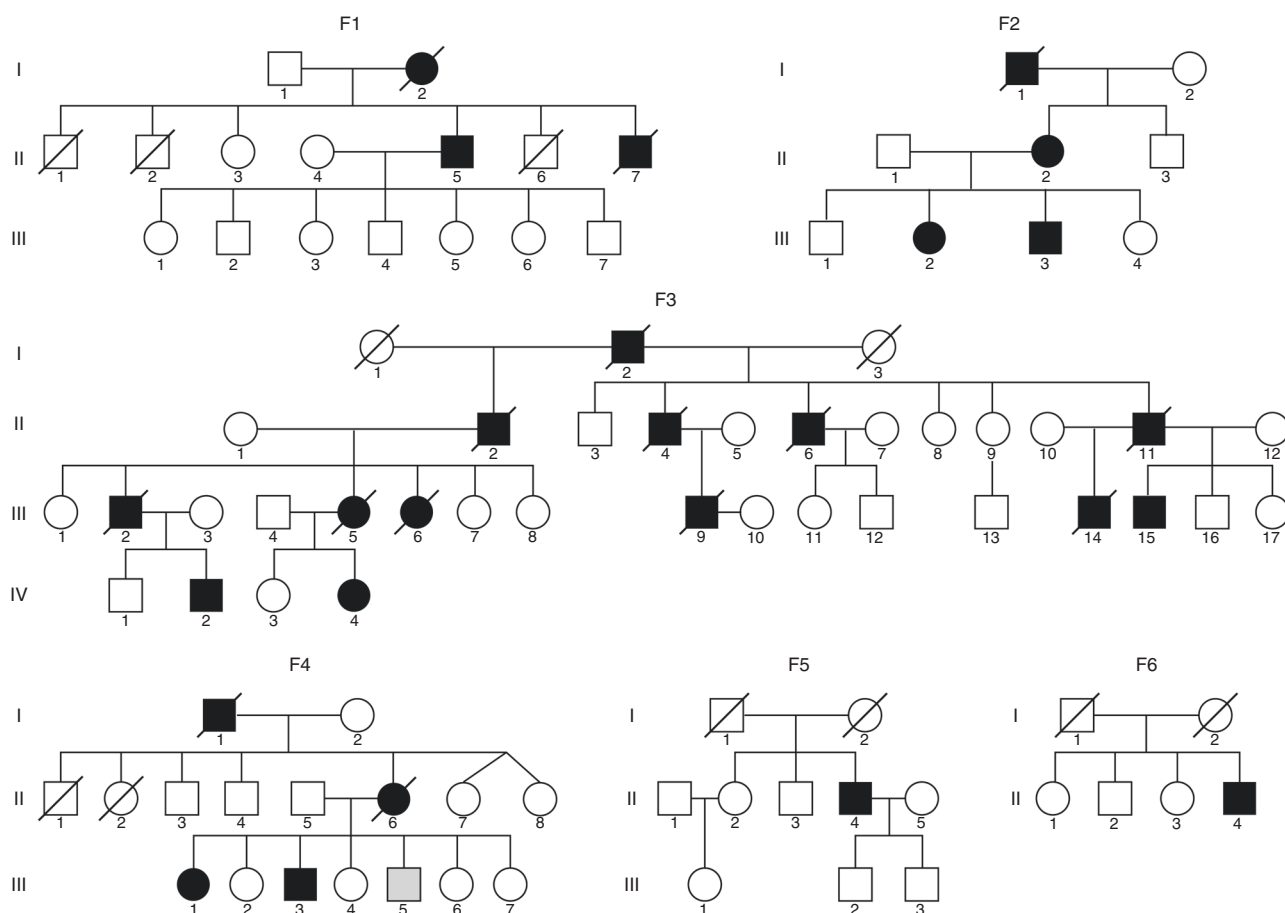 F1 F2
I I
1 2 1 2
II II
1 2 3 4 5 6 7 1 2 3
III III
1 2 3 4 5 6 7 1 2 3 4
F3
I
1 2 3
II
1 2 3 4 5 6 7 8 9 10 11 12
III
1 2 3 4 5 6 7 8 9 10 11 12 13 14 15 16 17
IV
1 2 3 4
F4 F5 F6
I I I
1 2 1 2 1 2
II II II
1 2 3 4 5 6 7 8 1 2 3 4 5 1 2 3 4
III III
1 2 3 4 5 6 7 1 2 3